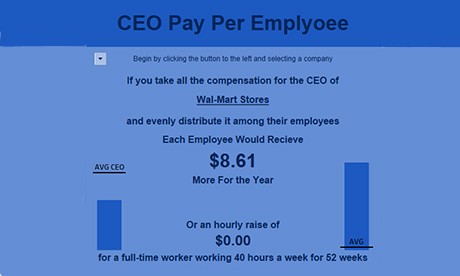 CEO Pay Per Emplyoee
Begin by clicking the button to the left and selecting a company
If you take all the compensation for the CEO of
Wal-Mart Stores
and evenly distribute it among their employees
Each Employee Would Recieve
$8.61
AVG CEO
More For the Year
Or an hourly raise of
$0.00
AVG
for a full-time worker working 40 hours a week for 52 weeks